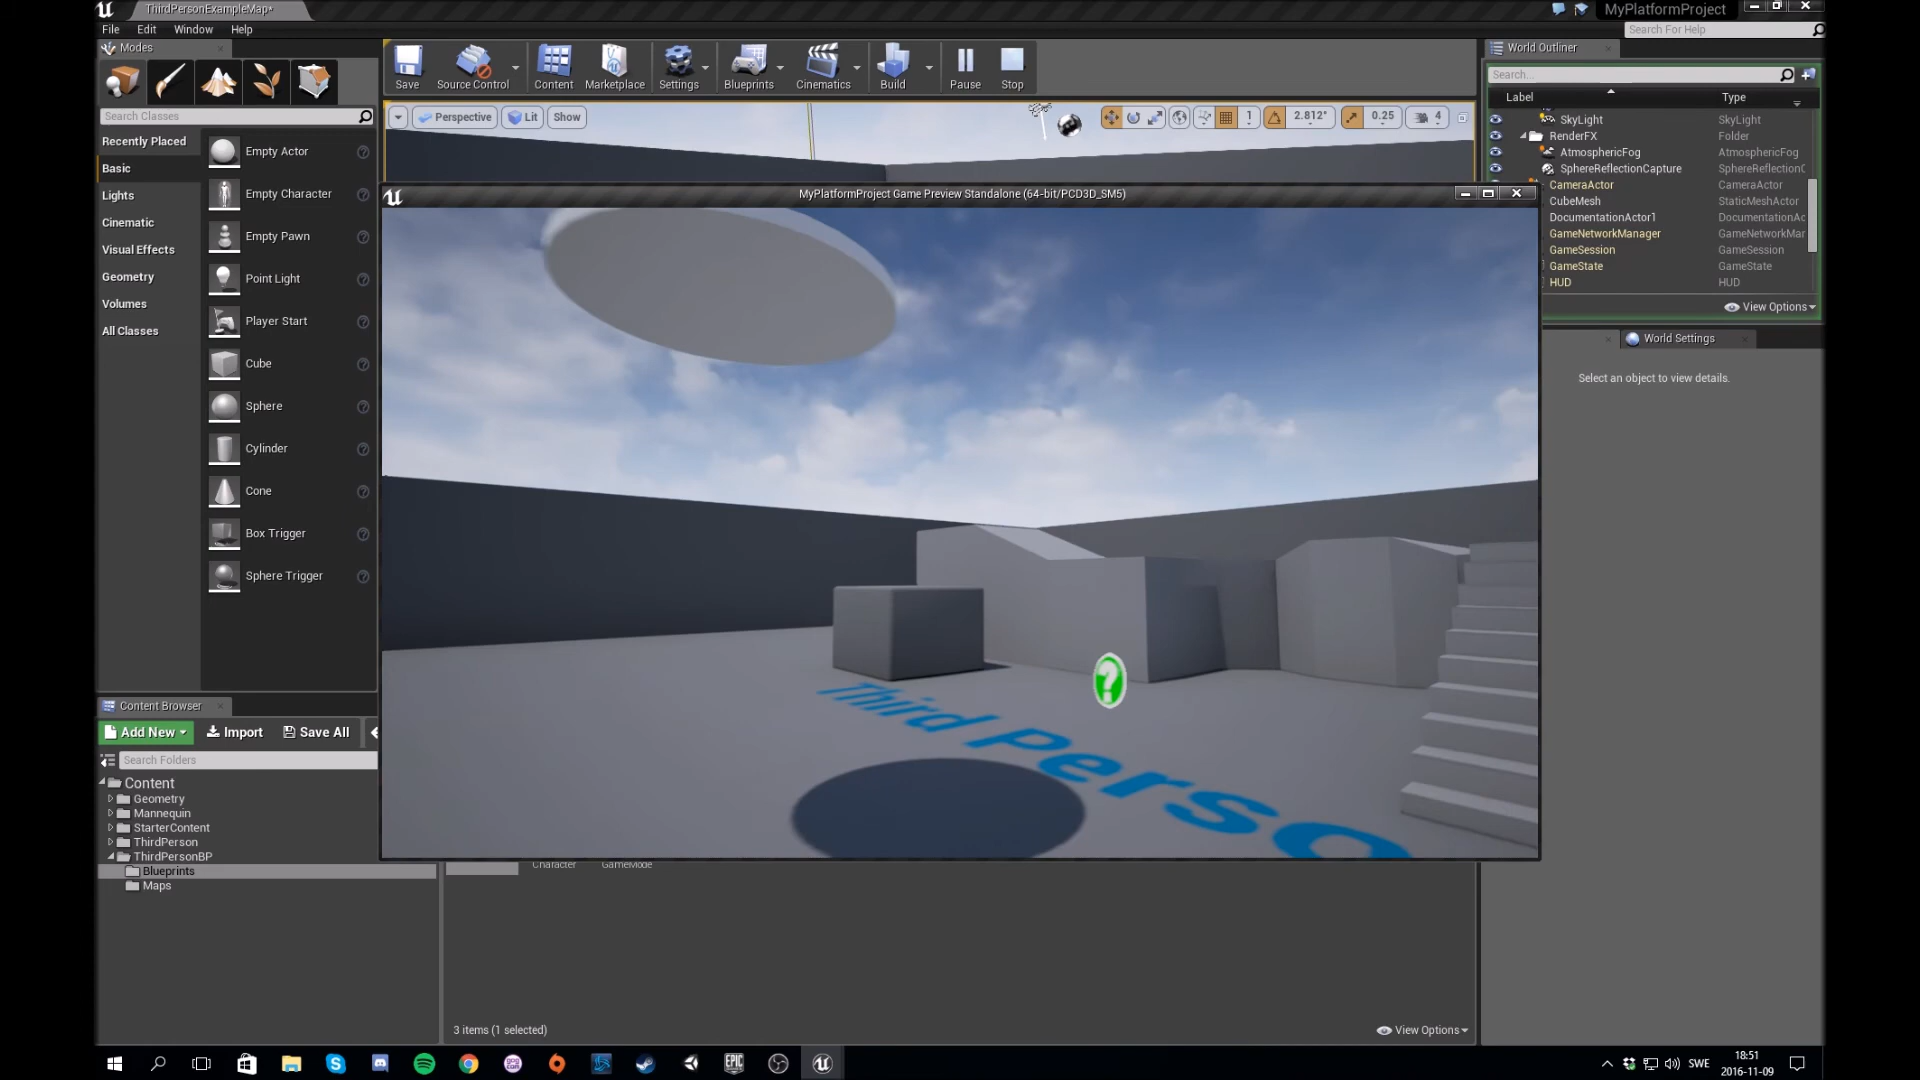 ThirdPersonExampleMap*
MyPlatformProject
File Edit Window Help
Search For Help
Modes
World Outliner
Save Source Control Content Marketplace Settings Blueprints Cinematics Build Pause Stop
Search...
Label Type
Search Classes
Perspective Lit Show
1 2.812° 0.25 4
SkyLight SkyLight
RenderFX Folder
AtmosphericFog AtmosphericFog
SphereReflectionCapture SphereReflectionC
CameraActor CameraActor
CubeMesh StaticMeshActor
DocumentationActor1 DocumentationAc
GameNetworkManager GameNetworkMar
GameSession GameSession
GameState GameState
HUD HUD
View Options
World Settings
Select an object to view details.
Recently Placed
Basic
Lights
Cinematic
Visual Effects
Geometry
Volumes
All Classes
Empty Actor
Empty Character
Empty Pawn
Point Light
Player Start
Cube
Sphere
Cylinder
Cone
Box Trigger
Sphere Trigger
MyPlatformProject Game Preview Standalone (64-bit/PCD3D_SM5)
?
Third Perso
Content Browser
Add New Import Save All
Search Folders
Content
Geometry
Mannequin
StarterContent
ThirdPerson
ThirdPersonBP
Blueprints
Maps
Character GameMode
3 items (1 selected)
View Options
EPIC
SWE
18:51
2016-11-09